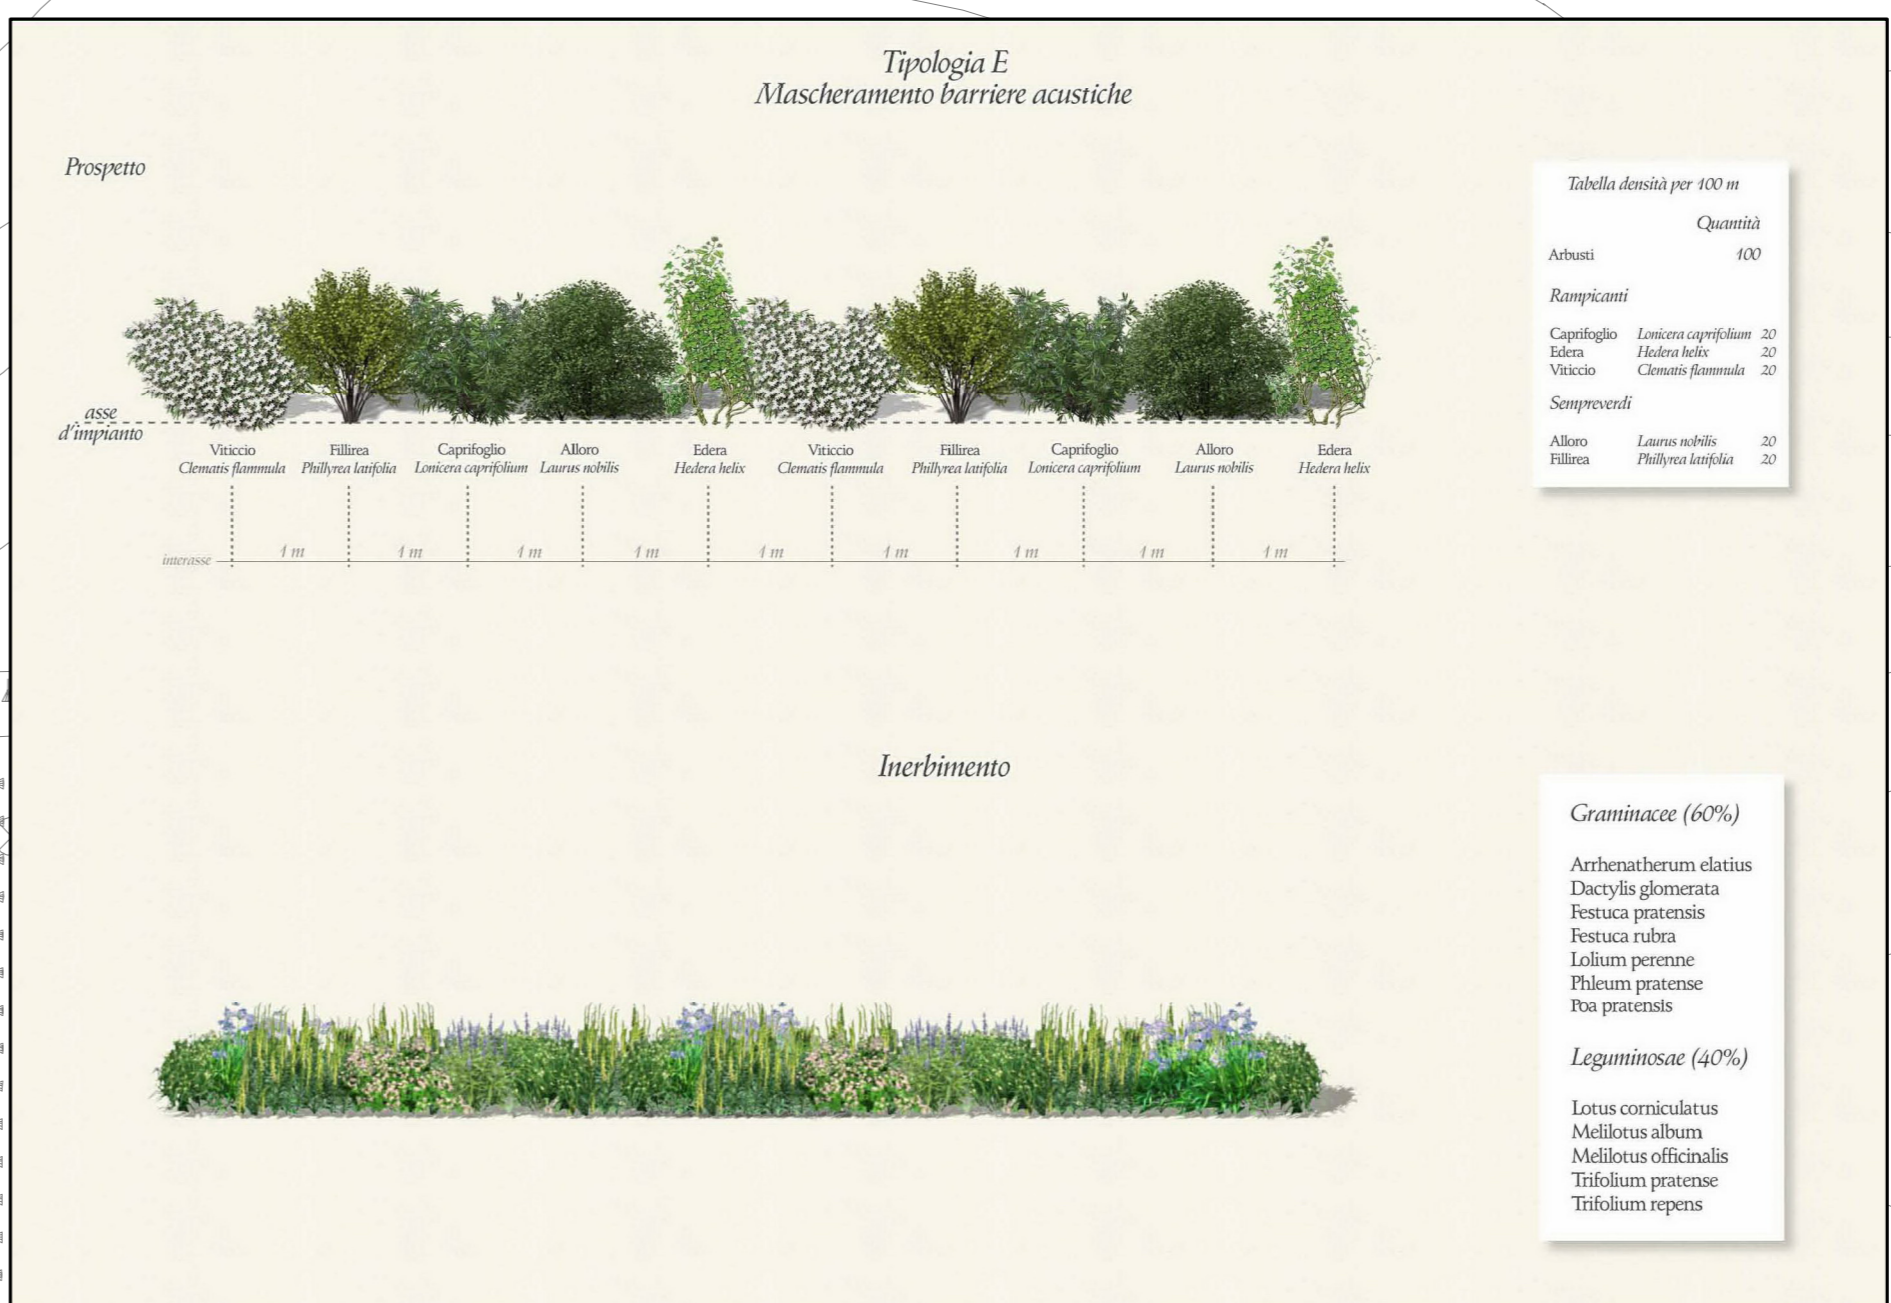 Tipologia E
Mascheramento barriere acustiche
Prospetto
asse
d'impianto
Viticcio
Clematis flammula
Fillirea
Phillyrea latifolia
Caprifoglio
Lonicera caprifolium
Alloro
Laurus nobilis
Edera
Hedera helix
Viticcio
Clematis flammula
Fillirea
Phillyrea latifolia
Caprifoglio
Lonicera caprifolium
Alloro
Laurus nobilis
Edera
Hedera helix
interasse 1 m 1 m 1 m 1 m 1 m 1 m 1 m 1 m 1 m
Tabella densità per 100 m
Quantità
Arbusti 100
Rampicanti
Caprifoglio Lonicera caprifolium 20
Edera Hedera helix 20
Viticcio Clematis flammula 20
Sempreverdi
Alloro Laurus nobilis 20
Fillirea Phillyrea latifolia 20
Inerbimento
Graminacee (60%)
Arrhenatherum elatius
Dactylis glomerata
Festuca pratensis
Festuca rubra
Lolium perenne
Phleum pratense
Poa pratensis
Leguminosae (40%)
Lotus corniculatus
Melilotus album
Melilotus officinalis
Trifolium pratense
Trifolium repens